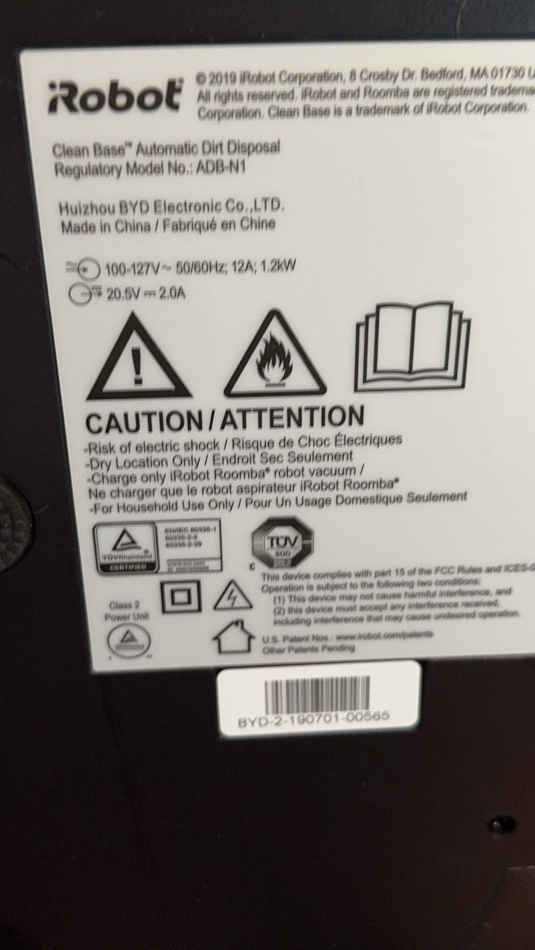 iRobot
© 2019 iRobot Corporation, 8 Crosby Dr. Bedford, MA 01730
All rights reserved. iRobot and Roomba are registered
Corporation. Clean Base is a trademark of iRobot Corporation.
Clean Base™ Automatic Dirt Disposal
Regulatory Model No.: ADB-N1
Huizhou BYD Electronic Co.,LTD.
Made in China / Fabriqué en Chine
100-127V~ 50/60Hz; 12A; 1.2kW
20.5V⎓ 2.0A
CAUTION / ATTENTION
-Risk of electric shock / Risque de Choc Électriques
-Dry Location Only / Endroit Sec Seulement
-Charge only iRobot Roomba® robot vacuum /
Ne charger que le robot aspirateur iRobot Roomba®
-For Household Use Only / Pour Un Usage Domestique Seulement
TÜVRheinland
CERTIFIED
TÜV
SÜD
C
This device complies with part 15 of the FCC Rules and
Operation is subject to the following two conditions:
(1) This device may not cause harmful interference, and
(2) this device must accept any interference received,
including interference that may cause undesired operation.
Class 2
Power Unit
U.S. Patent Nos.: www.irobot.com/patents
Other Patents Pending
BYD-2-190701-00565